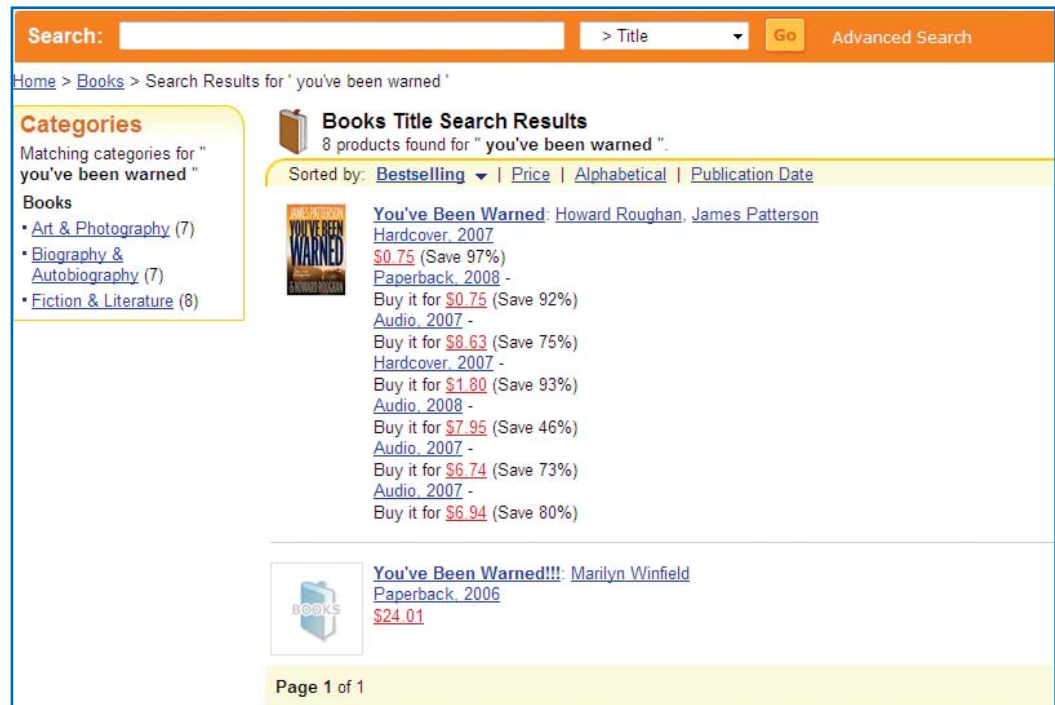 Search:
> Title
Go
Advanced Search
Home > Books > Search Results for ' you've been warned '
Categories
Matching categories for "
you've been warned "
Books
Art & Photography (7)
Biography &
Autobiography (7)
Fiction & Literature (8)
Books Title Search Results
8 products found for " you've been warned ".
Sorted by: Bestselling | Price | Alphabetical | Publication Date
JAMES PATTERSON
YOU'VE BEEN
WARNED
& HOWARD ROUGHAN
You've Been Warned: Howard Roughan, James Patterson
Hardcover, 2007
$0.75 (Save 97%)
Paperback, 2008 -
Buy it for $0.75 (Save 92%)
Audio, 2007 -
Buy it for $8.63 (Save 75%)
Hardcover, 2007 -
Buy it for $1.80 (Save 93%)
Audio, 2008 -
Buy it for $7.95 (Save 46%)
Audio, 2007 -
Buy it for $6.74 (Save 73%)
Audio, 2007 -
Buy it for $6.94 (Save 80%)
BOOKS
You've Been Warned!!!: Marilyn Winfield
Paperback, 2006
$24.01
Page 1 of 1